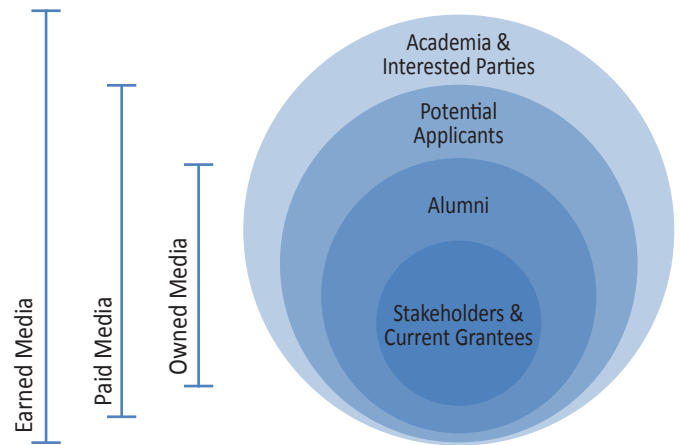 Academia &
Interested Parties
Potential
Applicants
Alumni
Stakeholders &
Current Grantees
Earned Media
Paid Media
Owned Media